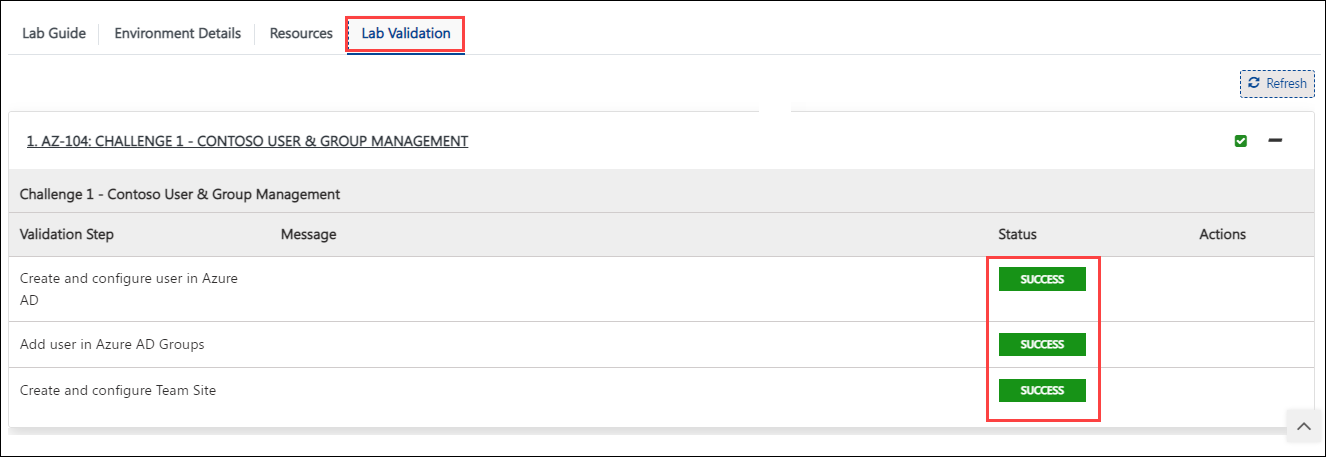 Lab Guide Environment Details Resources Lab Validation
Refresh
1. AZ-104: CHALLENGE 1 - CONTOSO USER & GROUP MANAGEMENT
Challenge 1 - Contoso User & Group Management
Validation Step Message Status Actions
Create and configure user in Azure
AD
SUCCESS
Add user in Azure AD Groups SUCCESS
Create and configure Team Site SUCCESS